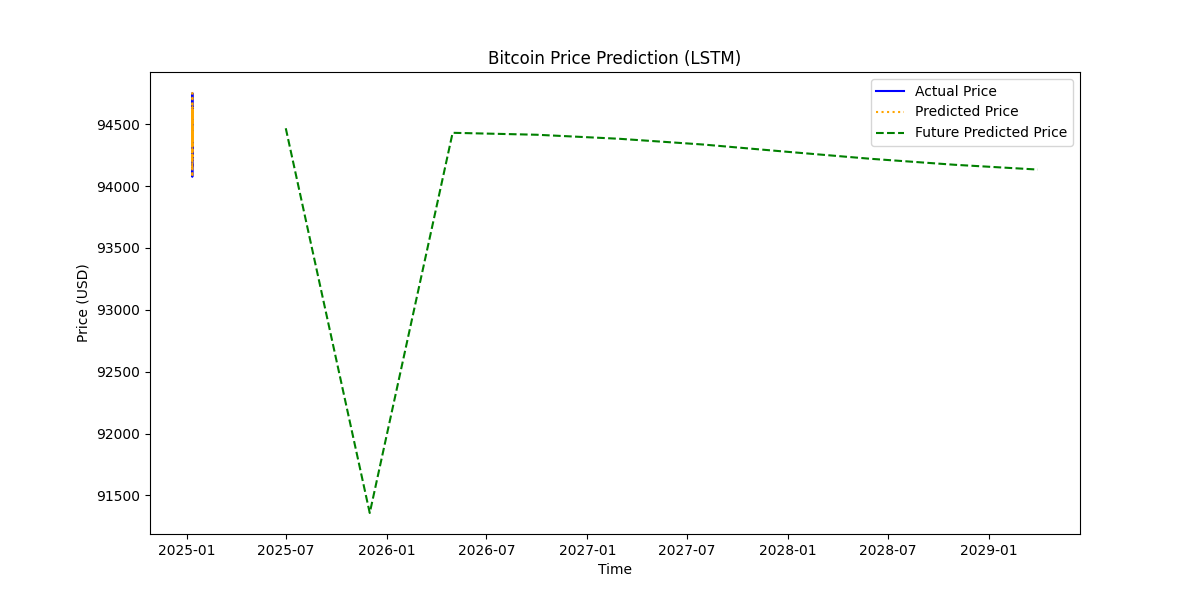 Bitcoin Price Prediction (LSTM)
Actual Price
Predicted Price
Future Predicted Price
Price (USD)
94500
94000
93500
93000
92500
92000
91500
2025-01
2025-07
2026-01
2026-07
2027-01
2027-07
2028-01
2028-07
2029-01
Time